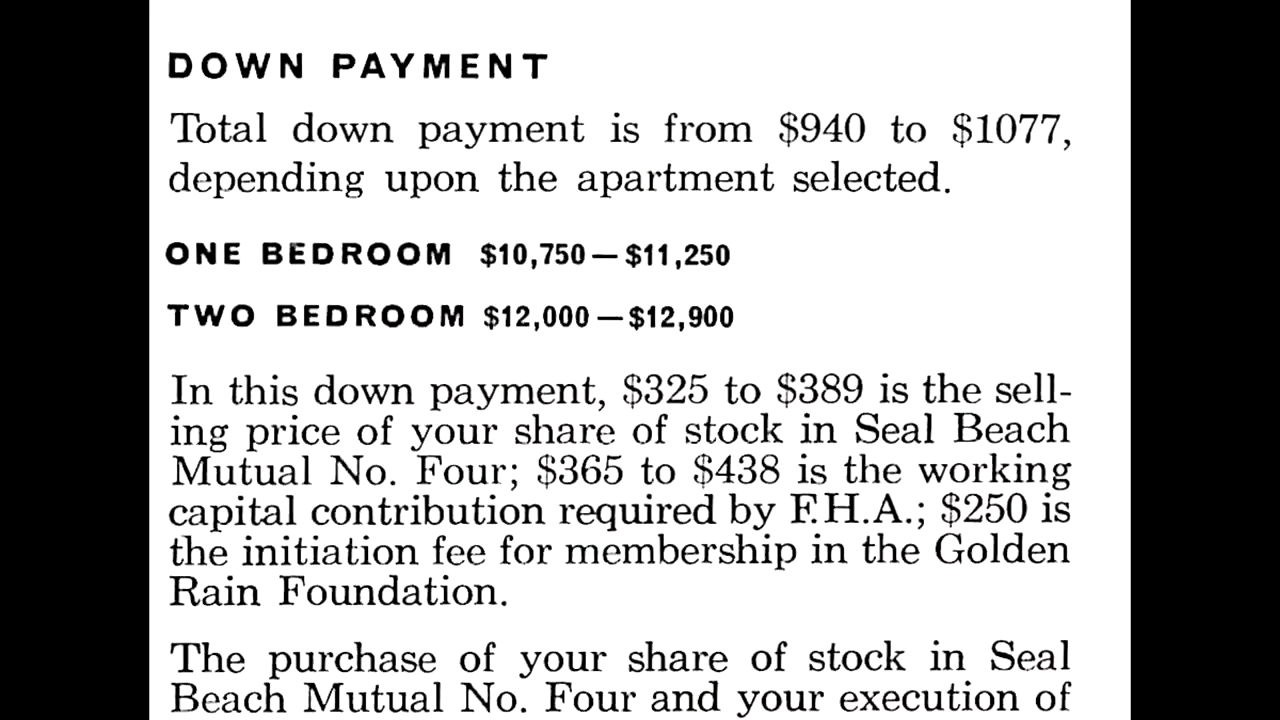 DOWN PAYMENT
Total down payment is from $940 to $1077,
depending upon the apartment selected.
ONE BEDROOM $10,750—$11,250
TWO BEDROOM $12,000—$12,900
In this down payment, $325 to $389 is the sell-
ing price of your share of stock in Seal Beach
Mutual No. Four; $365 to $438 is the working
capital contribution required by F.H.A.; $250 is
the initiation fee for membership in the Golden
Rain Foundation.
The purchase of your share of stock in Seal
Beach Mutual No. Four and your execution of